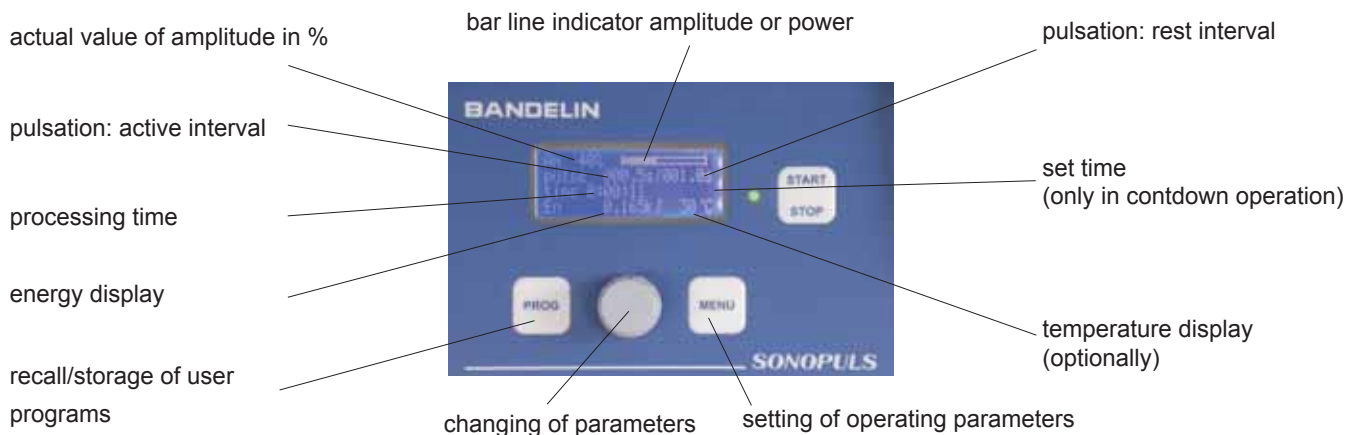 actual value of amplitude in %
bar line indicator amplitude or power
pulsation: rest interval
pulsation: active interval
processing time
energy display
recall/storage of user
programs
changing of parameters
setting of operating parameters
set time
(only in contdown operation)
temperature display
(optionally)
BANDELIN
START
STOP
PROG
MENU
SONOPULS
30°C